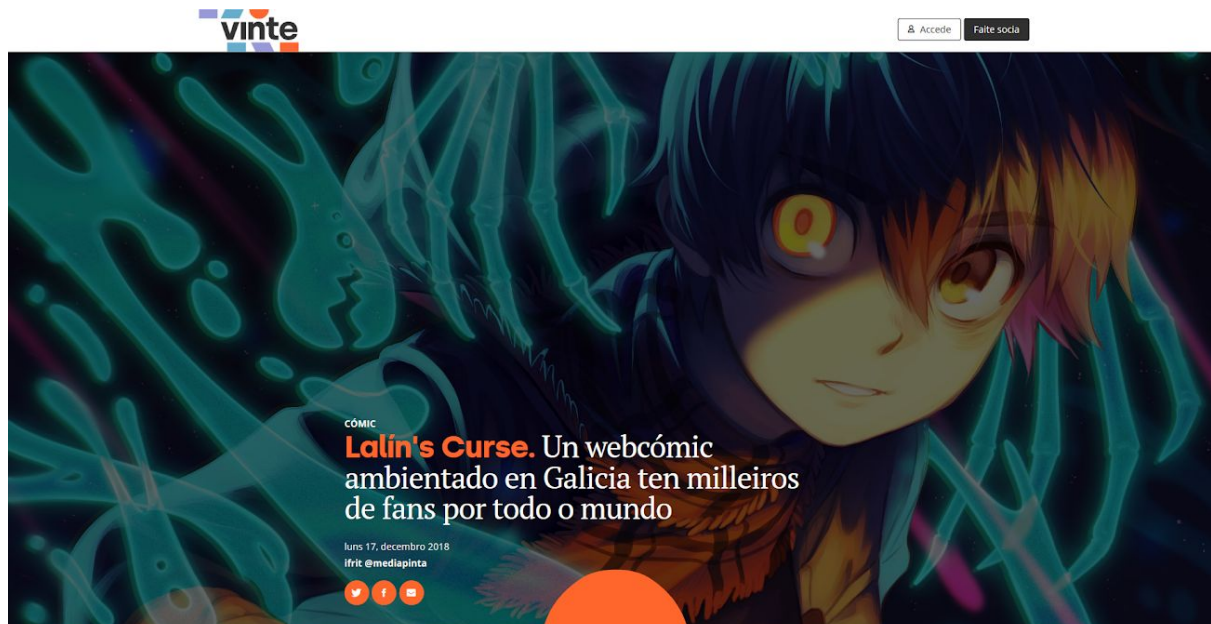 vinte
Accede
Faite socia
CÓMIC
Lalín's Curse. Un webcómic
ambientado en Galicia ten milleiros
de fans por todo o mundo
luns 17, decembro 2018
ifrit @mediapinta